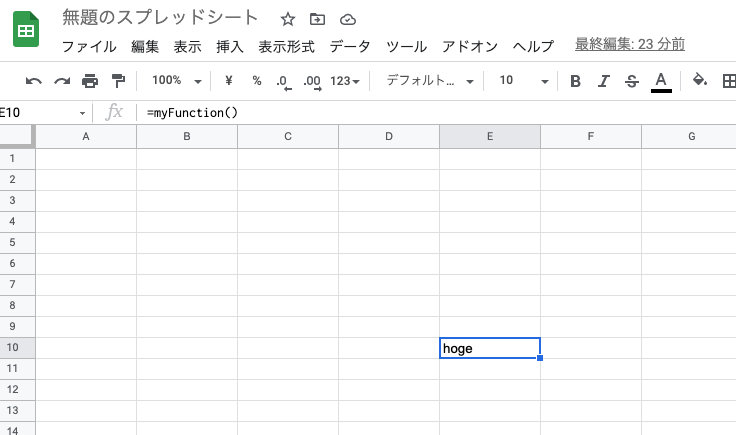 無題のスプレッドシート
ファイル 編集 表示 挿入 表示形式 データ ツール アドオン ヘルプ 最終編集: 23 分前
100% ¥ % .0 .00 123 デフォルト... 10 B I S A
E10 fx =myFunction()
A B C D E F G
1
2
3
4
5
6
7
8
9
10 hoge
11
12
13
14